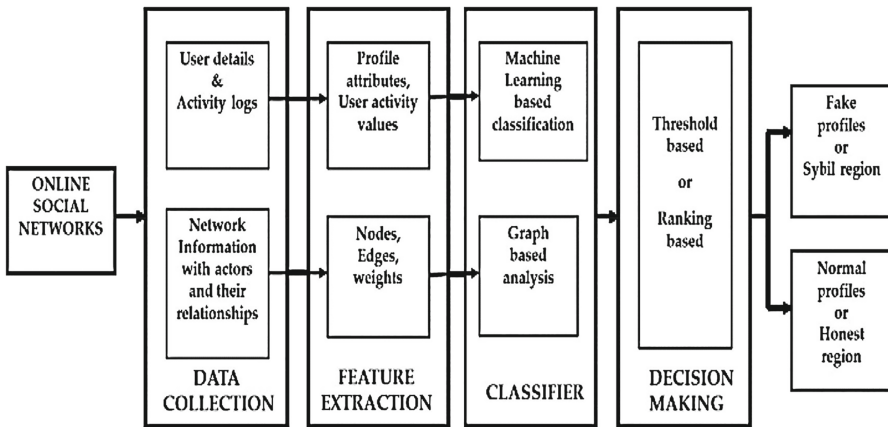 ONLINE
SOCIAL
NETWORKS
User details
&
Activity logs
Network
Information
with actors
and their
relationships
DATA
COLLECTION
Profile
attributes,
User activity
values
Nodes,
Edges,
weights
FEATURE
EXTRACTION
Machine
Learning
based
classification
Graph
based
analysis
CLASSIFIER
Threshold
based
or
Ranking
based
DECISION
MAKING
Fake
profiles
or
Sybil region
Normal
profiles
or
Honest
region